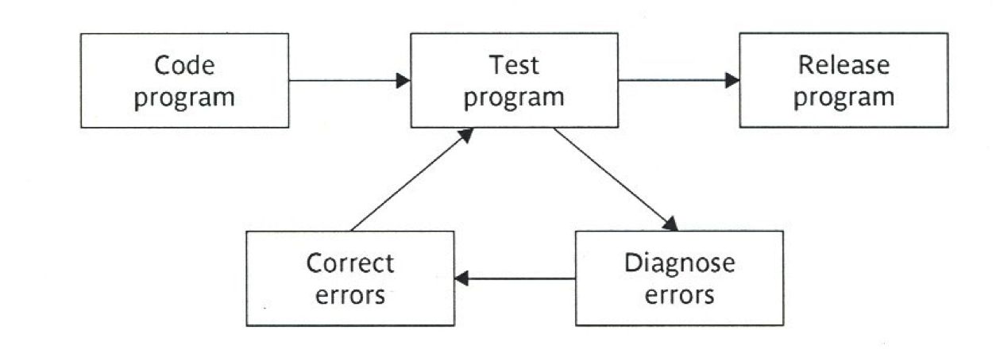 Code
program
Test
program
Release
program
Correct
errors
Diagnose
errors